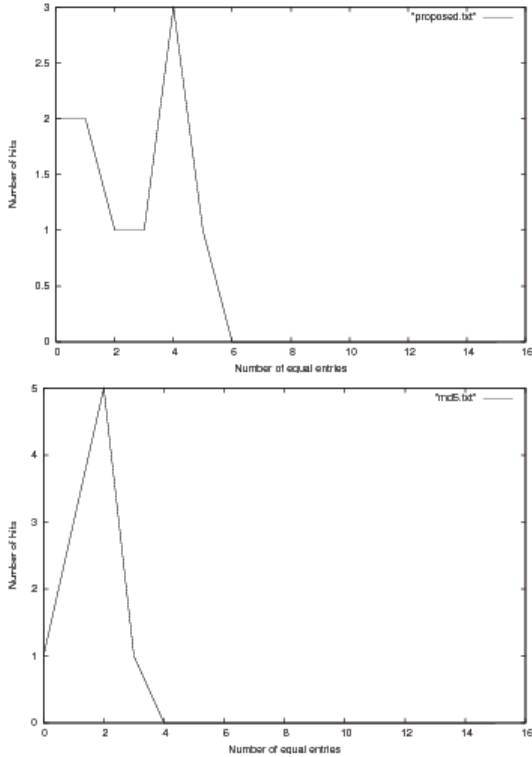 3
"proposed.txt"
2.5
2
1.5
1
0.5
0
Number of hits
0 2 4 6 8 10 12 14 16
Number of equal entries
5
"md5.txt"
4
3
2
1
0
Number of hits
0 2 4 6 8 10 12 14 16
Number of equal entries